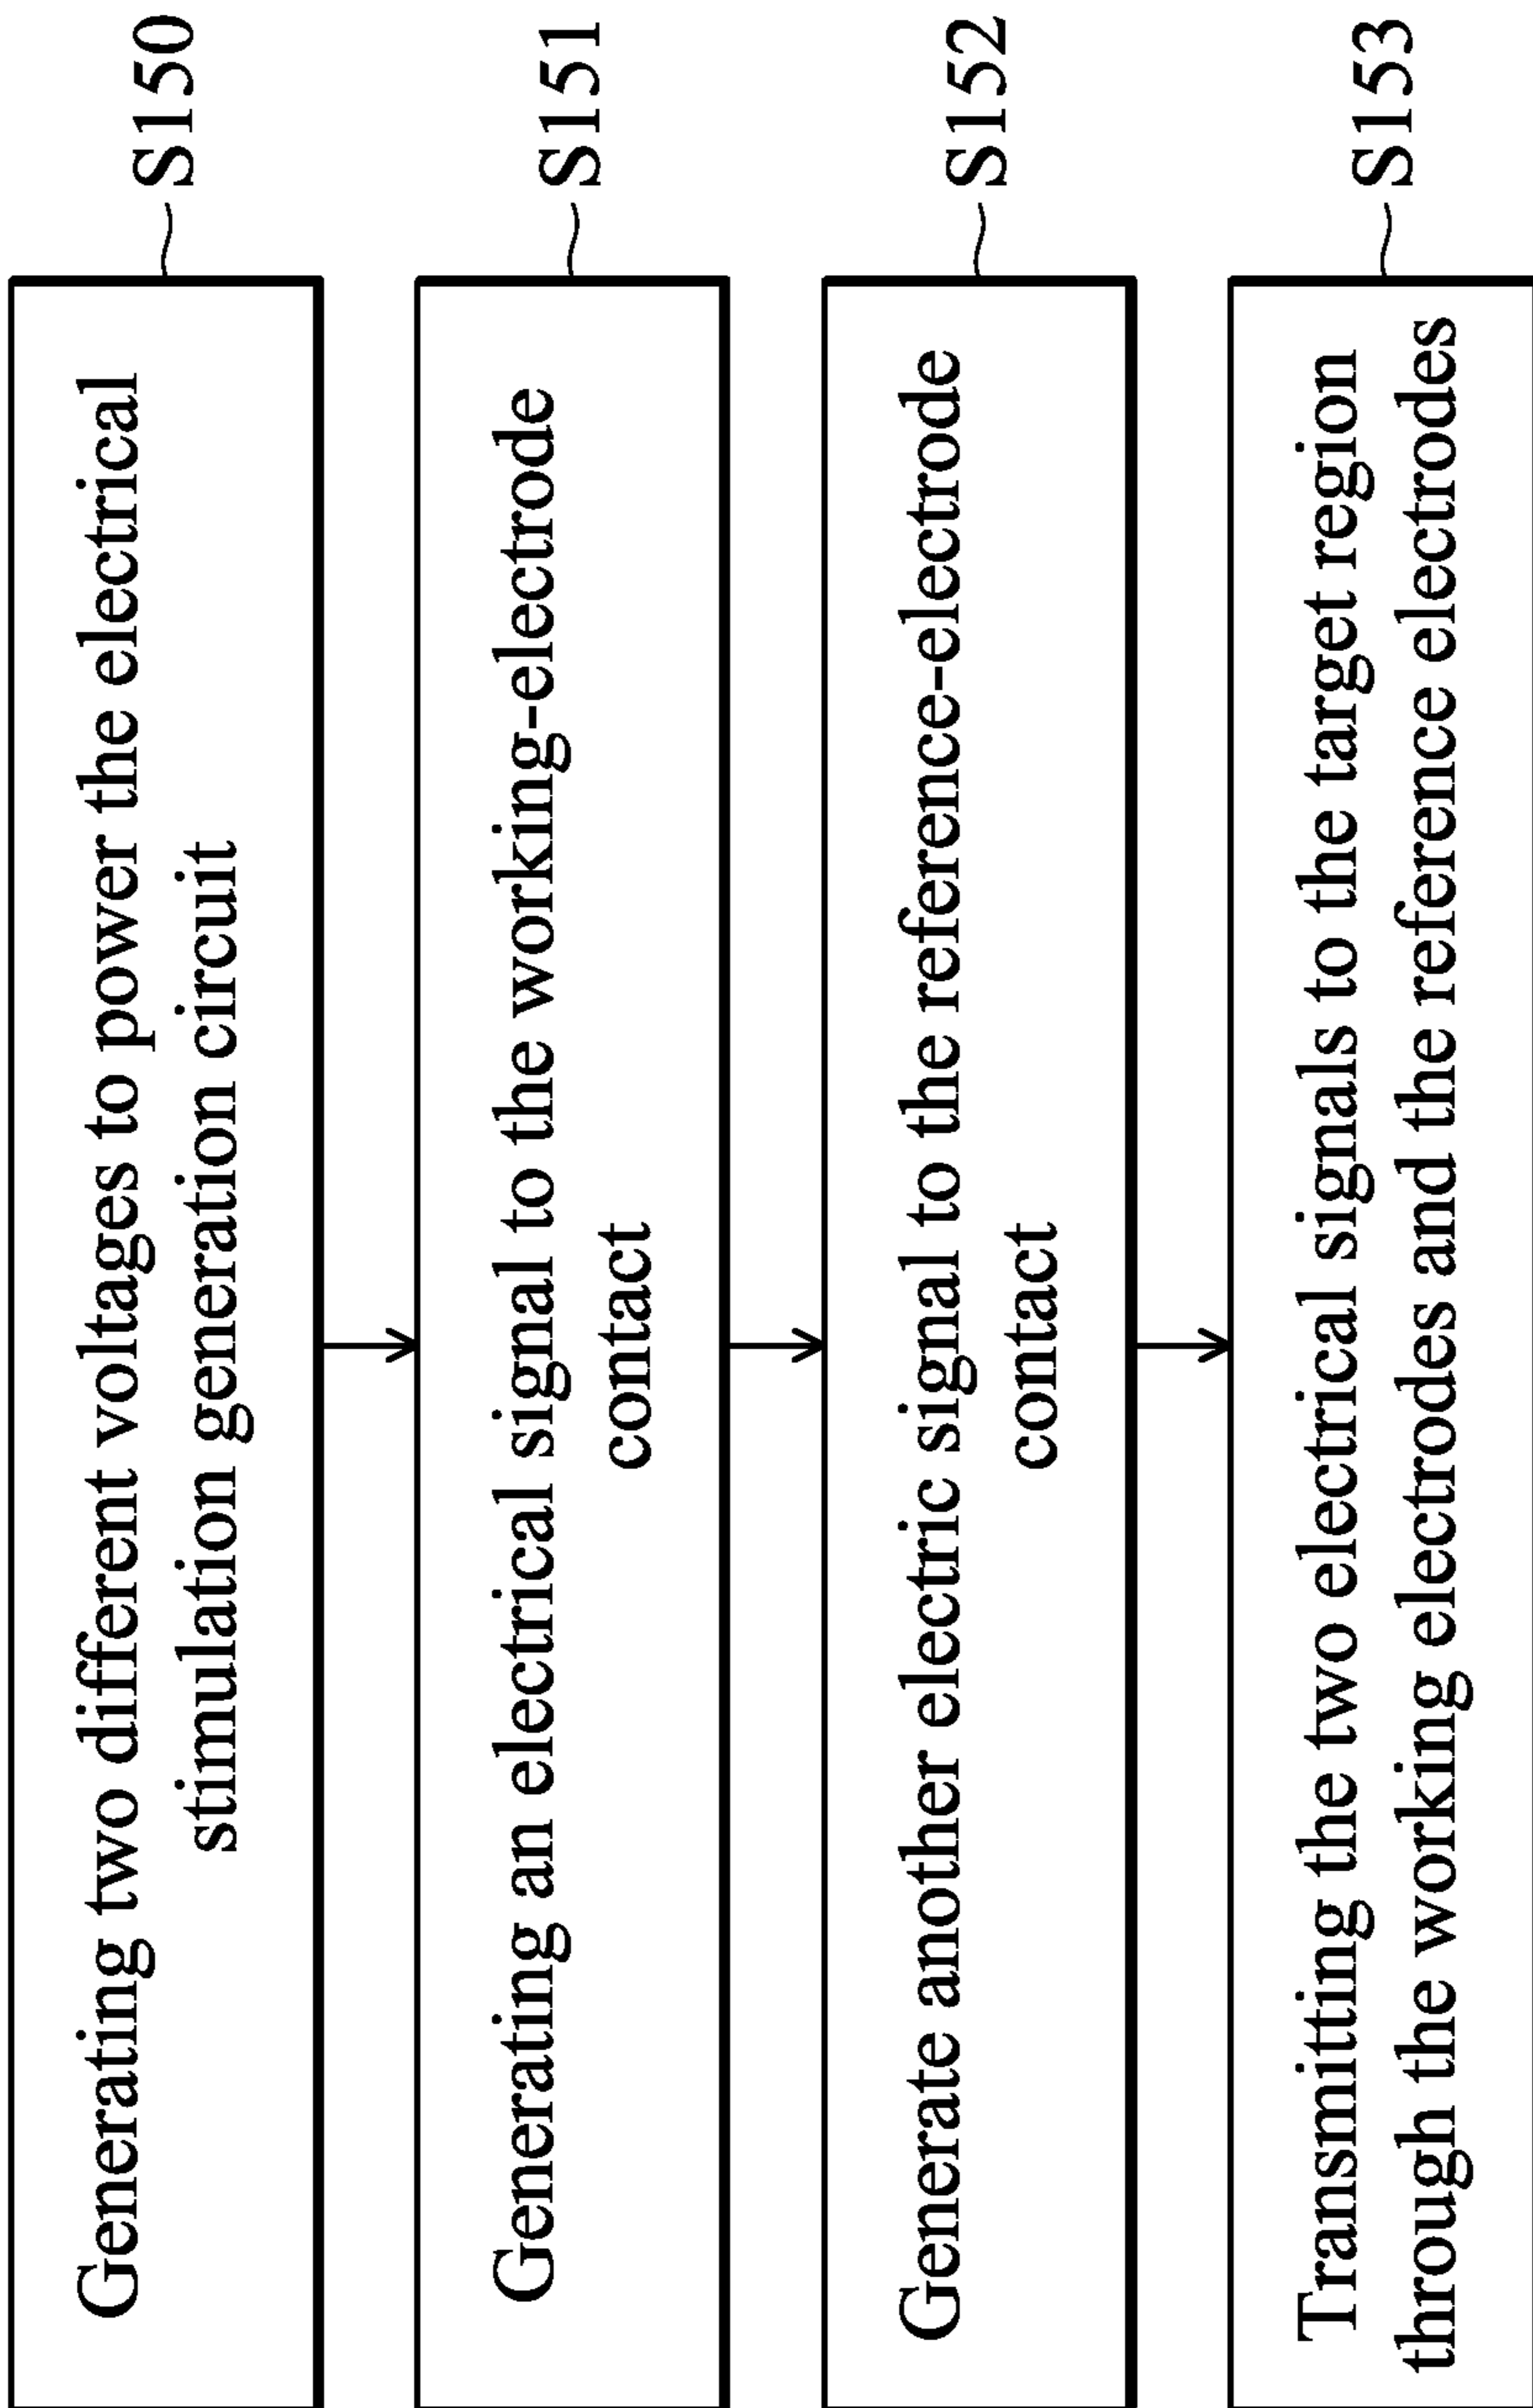 Generating two different voltages to power the electrical
stimulation generation circuit
S150
Generating an electrical signal to the working-electrode
contact
S151
Generate another electric signal to the reference-electrode
contact
S152
Transmitting the two electrical signals to the target region
through the working electrodes and the reference electrodes
S153